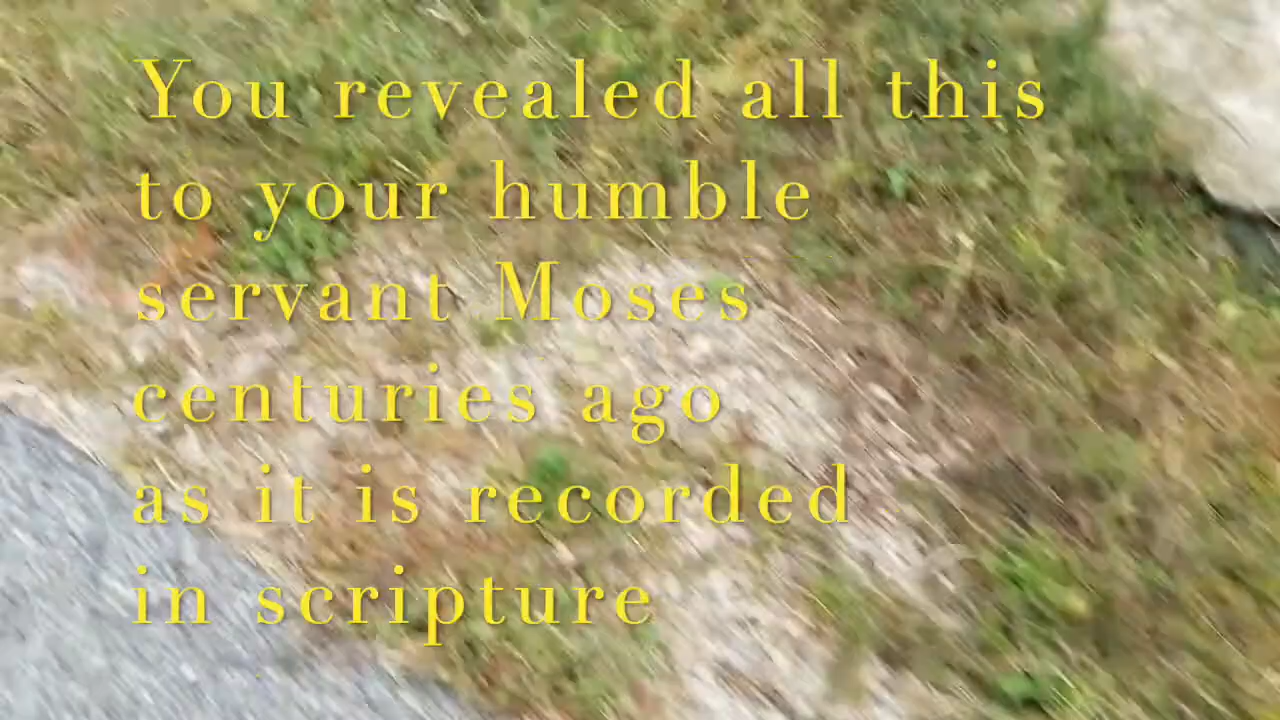 You revealed all this
to your humble
servant Moses
centuries ago
as it is recorded
in scripture